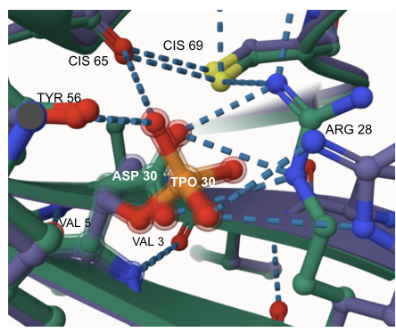 CIS 69
CIS 65
TYR 56
ARG 28
ASP 30
TPO 30
VAL 5
VAL 3